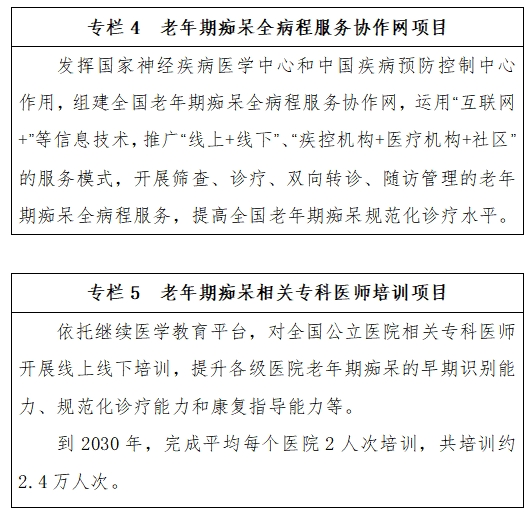 专栏 4　老年期痴呆全病程服务协作网项目
发挥国家神经疾病医学中心和中国疾病预防控制中心
作用，组建全国老年期痴呆全病程服务协作网，运用“互联网
+”等信息技术，推广“线上+线下”、“疾控机构+医疗机构+社区”
的服务模式，开展筛查、诊疗、双向转诊、随访管理的老年
期痴呆全病程服务，提高全国老年期痴呆规范化诊疗水平。
专栏 5　老年期痴呆相关专科医师培训项目
依托继续医学教育平台，对全国公立医院相关专科医师
开展线上线下培训，提升各级医院老年期痴呆的早期识别能
力、规范化诊疗能力和康复指导能力等。
到 2030 年，完成平均每个医院 2 人次培训，共培训约
2.4 万人次。